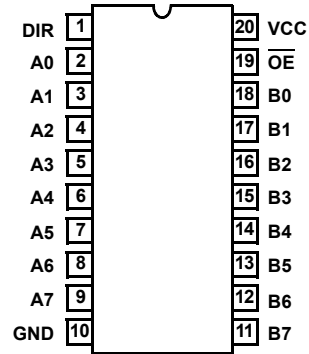 DIR 1 20 VCC
A0 2 19 OE
A1 3 18 B0
A2 4 17 B1
A3 5 16 B2
A4 6 15 B3
A5 7 14 B4
A6 8 13 B5
A7 9 12 B6
GND 10 11 B7